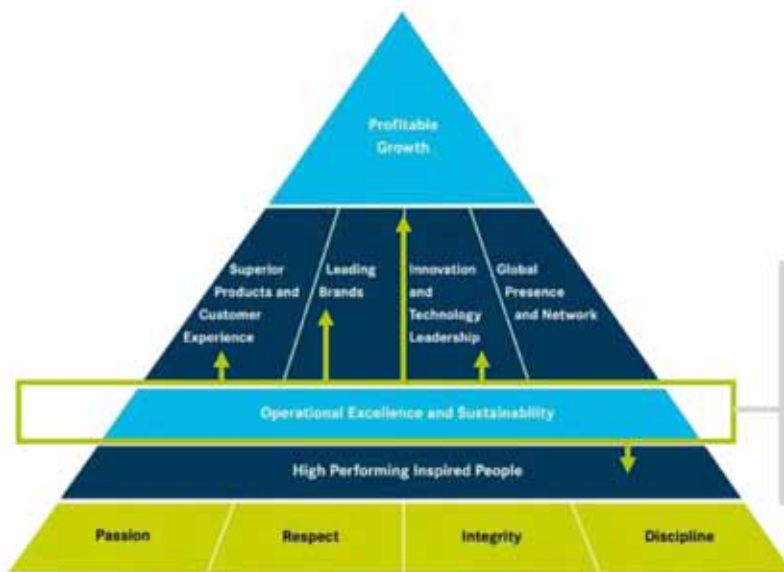 Profitable
Growth
Superior
Products and
Customer
Experience
Leading
Brands
Innovation
and
Technology
Leadership
Global
Presence
and Network
Operational Excellence and Sustainability
High Performing Inspired People
Passion
Respect
Integrity
Discipline